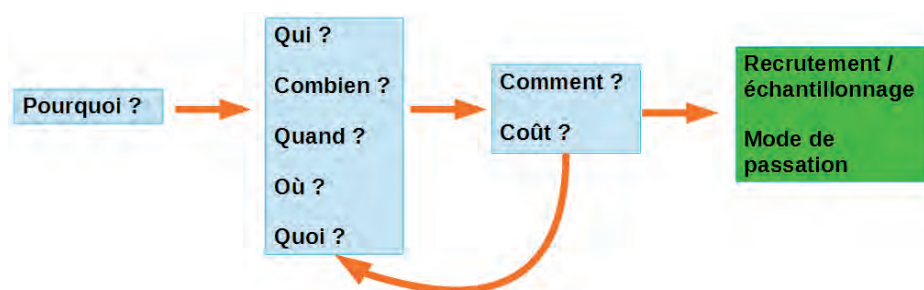 Pourquoi ?
Qui ?
Combien ?
Quand ?
Où ?
Quoi ?
Comment ?
Coût ?
Recrutement /
échantillonnage
Mode de
passation